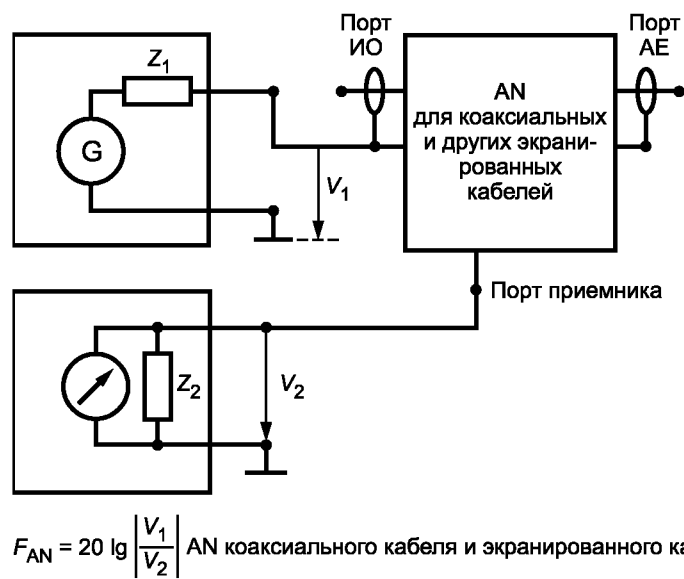 Порт
ИО
Порт
АЕ
Z1
G
V1
AN
для коаксиальных
и других экрани-
рованных
кабелей
Порт приемника
Z2
V2
FAN = 20 lg |V1/V2| AN коаксиального кабеля и экранированного